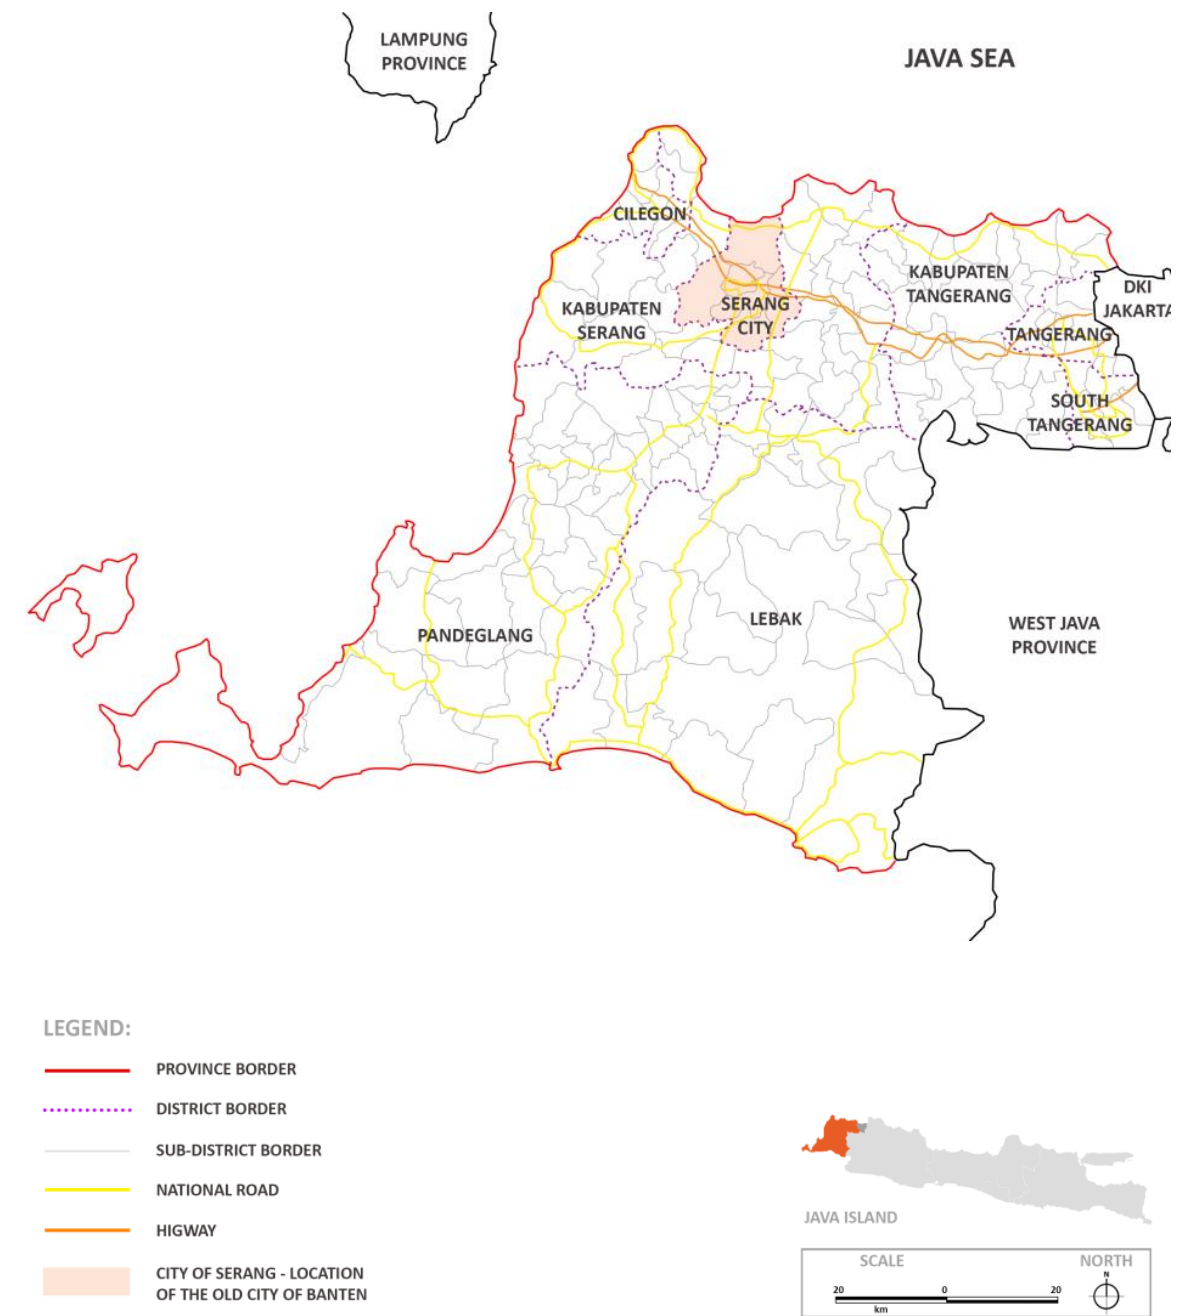 LAMPUNG
PROVINCE
JAVA SEA
CILEGON
KABUPATEN
TANGERANG
DKI
JAKARTA
KABUPATEN
SERANG
SERANG
CITY
TANGERANG
SOUTH
TANGERANG
PANDEGLANG
LEBAK
WEST JAVA
PROVINCE
LEGEND:
PROVINCE BORDER
DISTRICT BORDER
SUB-DISTRICT BORDER
NATIONAL ROAD
HIGWAY
CITY OF SERANG - LOCATION
OF THE OLD CITY OF BANTEN
JAVA ISLAND
SCALE
NORTH
N
20 0 20
km